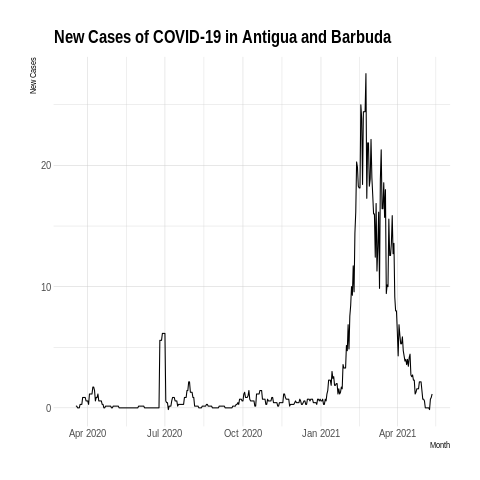 New Cases of COVID-19 in Antigua and Barbuda
New Cases
20
10
0
Apr 2020 Jul 2020 Oct 2020 Jan 2021 Apr 2021
Month